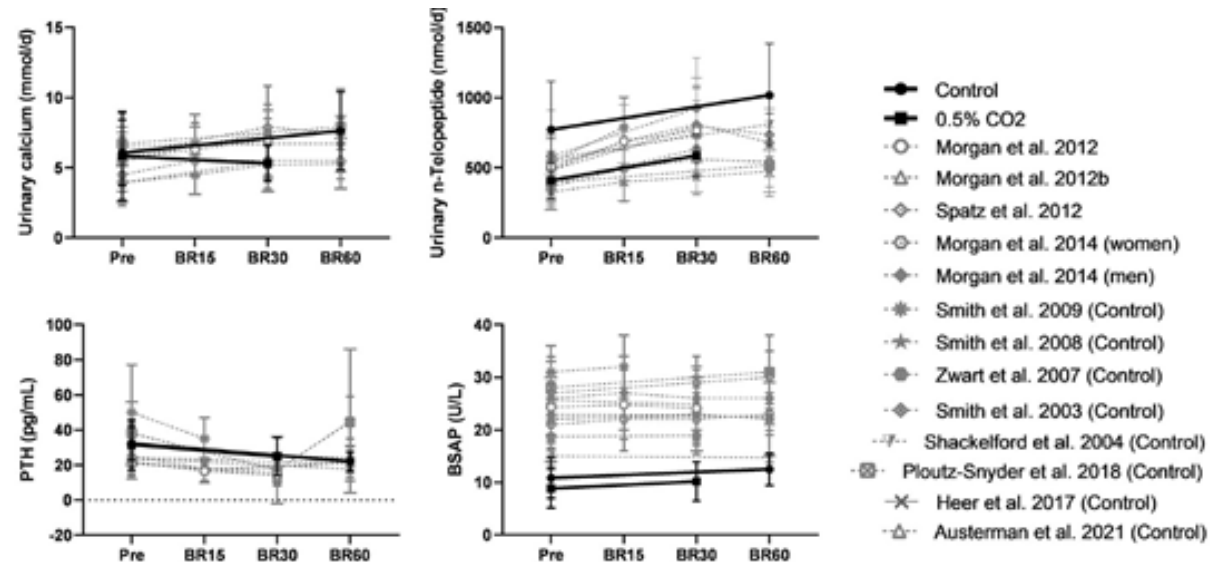 Urinary calcium (mmol/d)
15
10
5
0
Pre BR15 BR30 BR60
Urinary n-Telopeptide (nmol/d)
1500
1000
500
0
Pre BR15 BR30 BR60
Control
0.5% CO2
Morgan et al. 2012
Morgan et al. 2012b
Spatz et al. 2012
Morgan et al. 2014 (women)
Morgan et al. 2014 (men)
Smith et al. 2009 (Control)
Smith et al. 2008 (Control)
Zwart et al. 2007 (Control)
Smith et al. 2003 (Control)
Shackelford et al. 2004 (Control)
Ploutz-Snyder et al. 2018 (Control)
Heer et al. 2017 (Control)
Austerman et al. 2021 (Control)
PTH (pg/mL)
100
80
60
40
20
0
-20
Pre BR15 BR30 BR60
BSAP (U/L)
40
30
20
10
0
Pre BR15 BR30 BR60